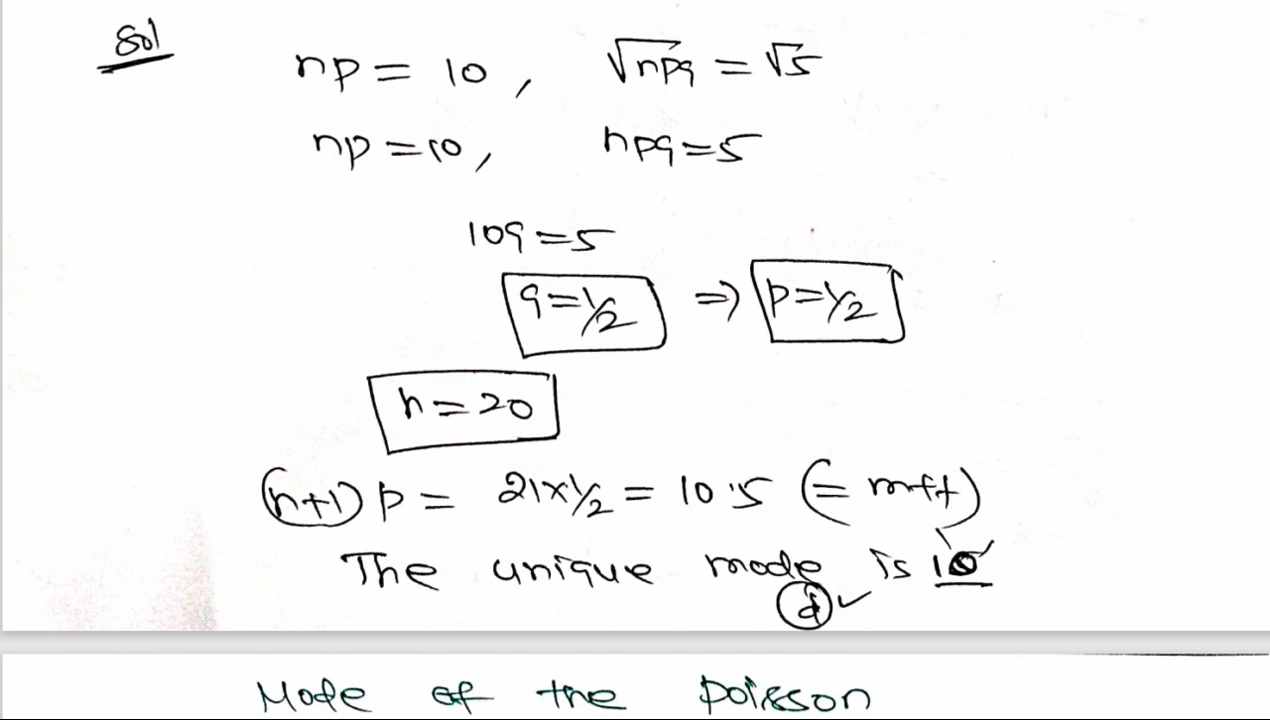 Sol
np = 10, √npq = √5
np = 10, npq = 5
10q = 5
q = 1/2 ⇒ p = 1/2
n = 20
(n+1) p = 21 × 1/2 = 10.5 (= m+f)
The unique mode is 10
d ✓
Mode of the Poisson